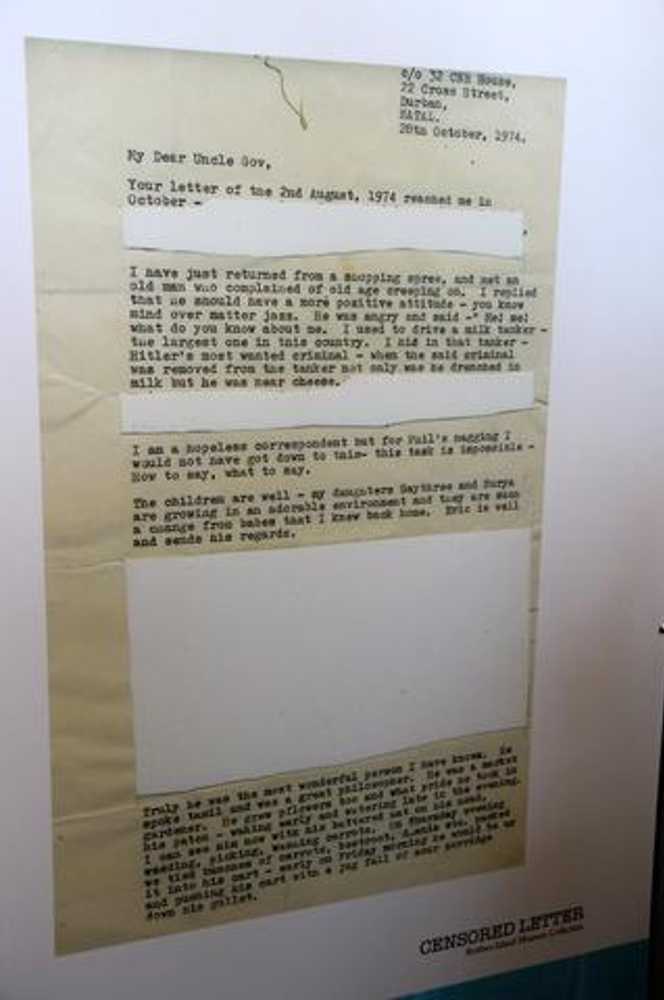 c/o 32 CNR House,
22 Cross Street,
Durban,
NATAL.
28th October, 1974.
My Dear Uncle Gov,
Your letter of the 2nd August, 1974 reached me in
October -
I have just returned from a shopping spree, and met an
old man who complained of old age creeping on. I replied
that he should have a more positive attitude - you know
mind over matter jazz. He was angry and said -" He! me!
what do you know about me. I used to drive a milk tanker -
the largest one in this country. I hid in that tanker -
Hitler's most wanted criminal - when the said criminal
was removed from the tanker not only was he drenched in
milk but he was near cheese.
I am a hopeless correspondent but for Phil's nagging I
would not have got down to this- this task is impossible -
How to say, what to say.
The children are well - my daughters Gaythree and Surya
are growing in an adorable environment and they are such
a change from babes that I knew back home. Eric is well
and sends his regards.
Truly he was the most wonderful person I have known. He
spoke tamil and was a great philosopher. He was a market
gardener. He grew pflowers too and what pride he took in
his patch - waking early and watering late in the evening.
I can see him now with his battered hat on his head,
weeding, picking, washing carrots. On Thursday evening
we tied bunches of carrots, beetroot, packed
it into his cart - early on Friday morning he would be up
and pushing his cart with a jug full of sour porridge
down his gullet.
CENSORED LETTER
Robben Island Museum Collection